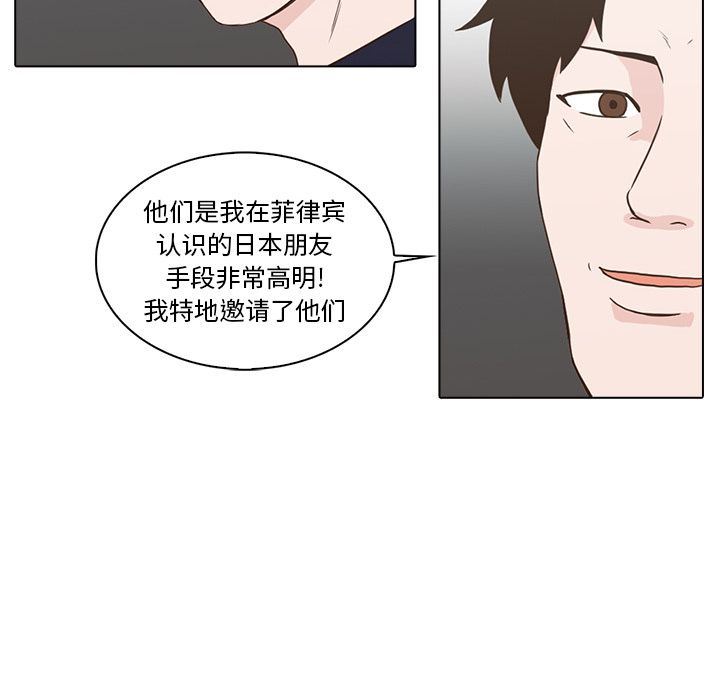 他们是我在菲律宾
认识的日本朋友
手段非常高明!
我特地邀请了他们